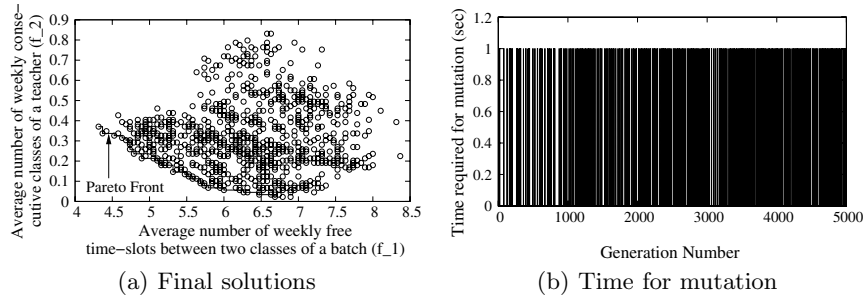 Average number of weekly conse−
cutive classes of a teacher (f_2)
0.9
0.8
0.7
0.6
0.5
0.4
0.3
0.2
0.1
0
Pareto Front
4 4.5 5 5.5 6 6.5 7 7.5 8 8.5
Average number of weekly free
time−slots between two classes of a batch (f_1)
(a) Final solutions
Time required for mutation (sec)
1.2
1
0.8
0.6
0.4
0.2
0
0 1000 2000 3000 4000 5000
Generation Number
(b) Time for mutation